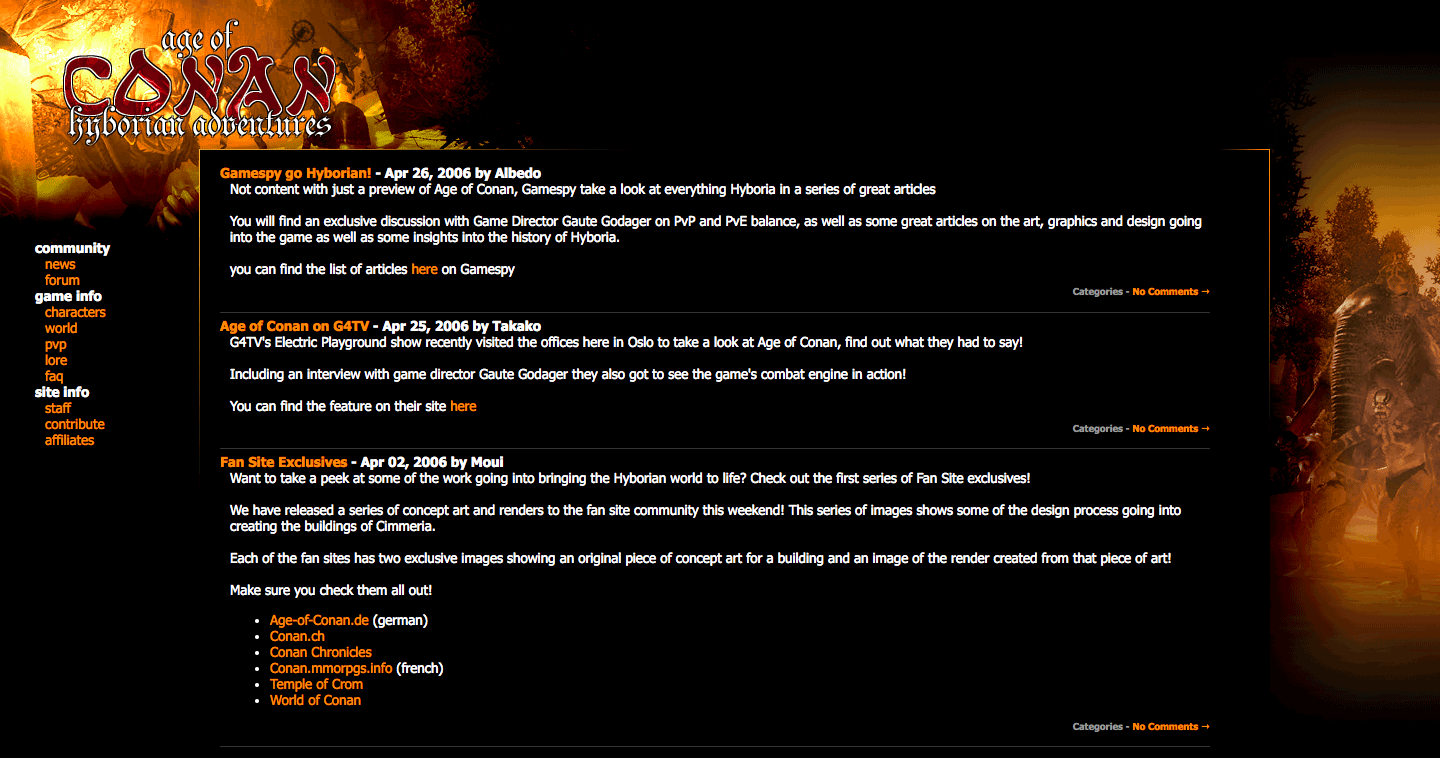 age of
CONAN
hyborian adventures
community
news
forum
game info
characters
world
pvp
lore
faq
site info
staff
contribute
affiliates
Gamespy go Hyborian! - Apr 26, 2006 by Albedo
Not content with just a preview of Age of Conan, Gamespy take a look at everything Hyboria in a series of great articles
You will find an exclusive discussion with Game Director Gaute Godager on PvP and PvE balance, as well as some great articles on the art, graphics and design going
into the game as well as some insights into the history of Hyboria.
you can find the list of articles here on Gamespy
Categories - No Comments →
Age of Conan on G4TV - Apr 25, 2006 by Takako
G4TV's Electric Playground show recently visited the offices here in Oslo to take a look at Age of Conan, find out what they had to say!
Including an interview with game director Gaute Godager they also got to see the game's combat engine in action!
You can find the feature on their site here
Categories - No Comments →
Fan Site Exclusives - Apr 02, 2006 by Moui
Want to take a peek at some of the work going into bringing the Hyborian world to life? Check out the first series of Fan Site exclusives!
We have released a series of concept art and renders to the fan site community this weekend! This series of images shows some of the design process going into
creating the buildings of Cimmeria.
Each of the fan sites has two exclusive images showing an original piece of concept art for a building and an image of the render created from that piece of art!
Make sure you check them all out!
• Age-of-Conan.de (german)
• Conan.ch
• Conan Chronicles
• Conan.mmorpgs.info (french)
• Temple of Crom
• World of Conan
Categories - No Comments →